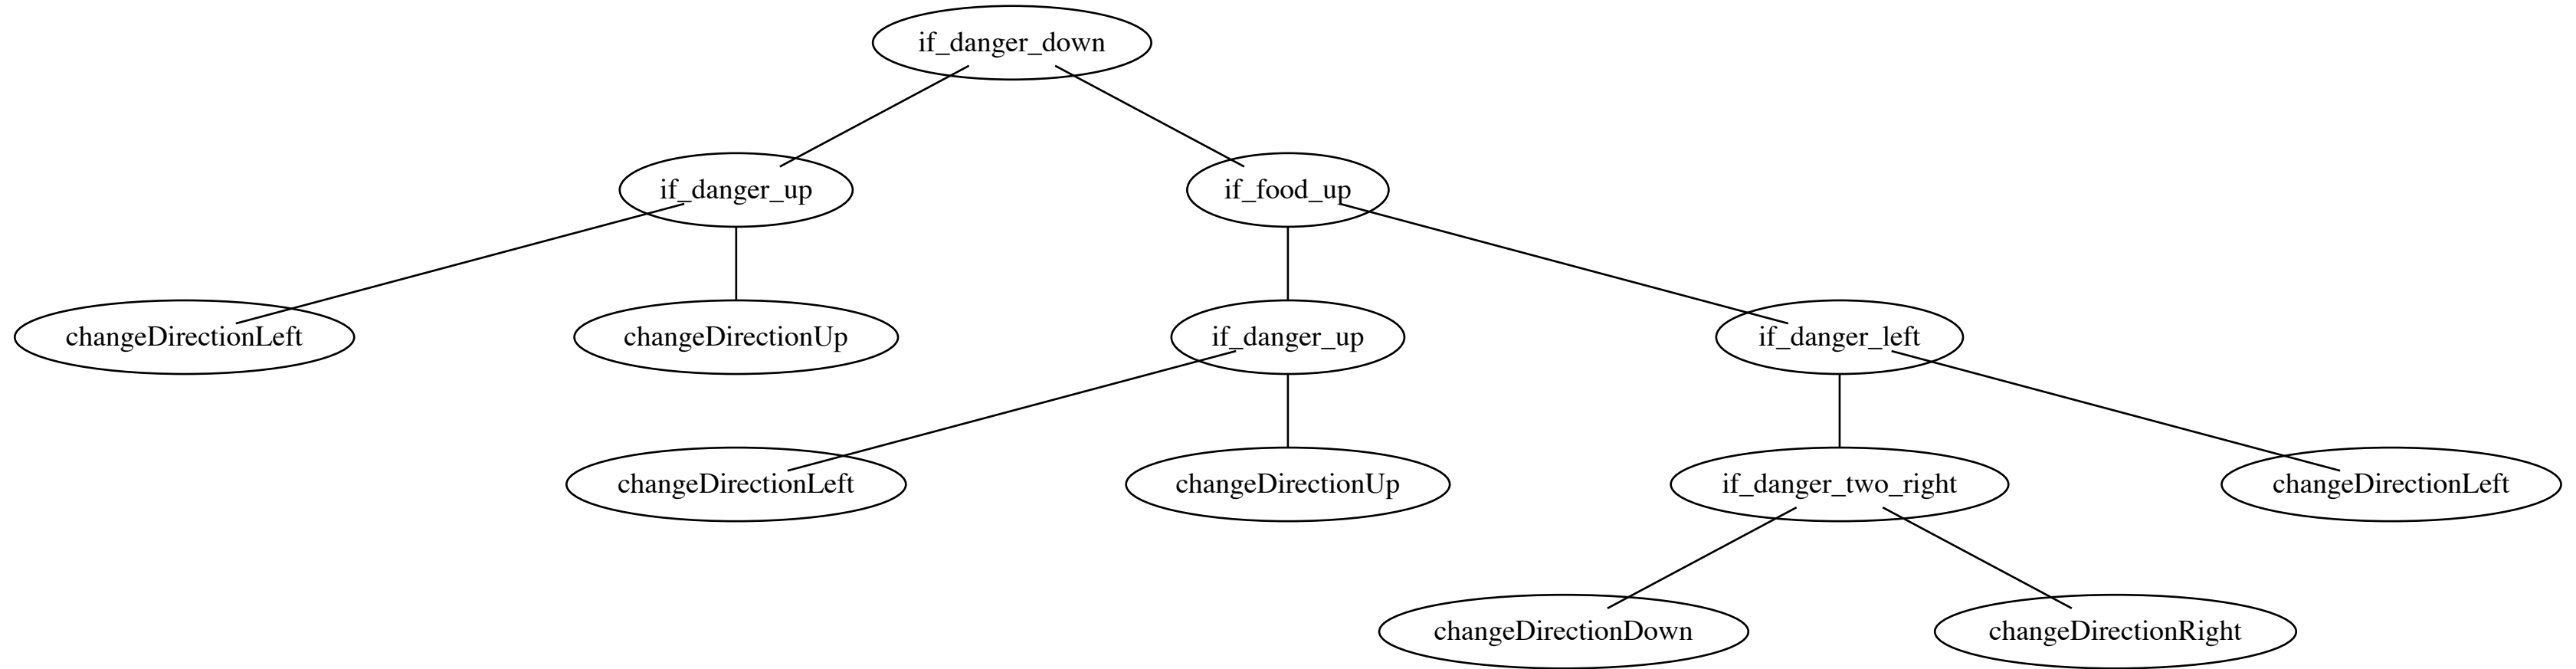 if_danger_down
if_danger_up
if_food_up
changeDirectionLeft
changeDirectionUp
if_danger_up
if_danger_left
changeDirectionLeft
changeDirectionUp
if_danger_two_right
changeDirectionLeft
changeDirectionDown
changeDirectionRight